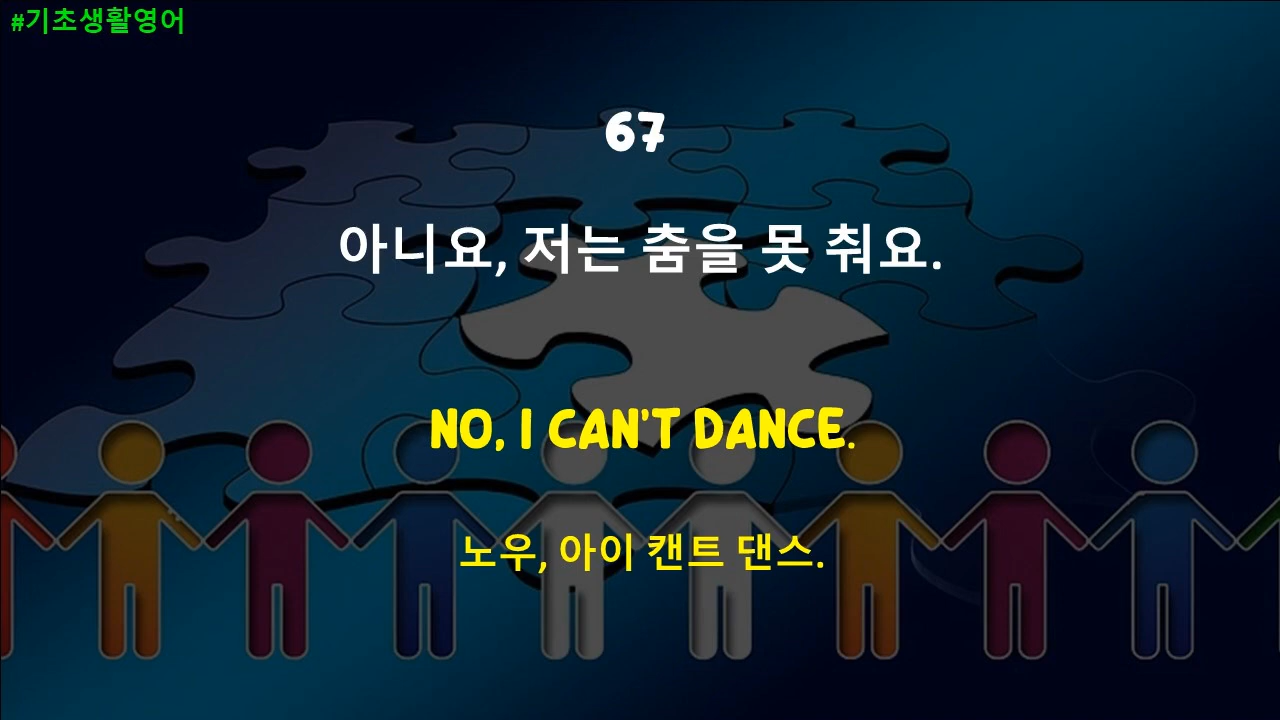 #기초생활영어
67
아니요, 저는 춤을 못 춰요.
NO, I CAN'T DANCE.
노우, 아이 캔트 댄스.